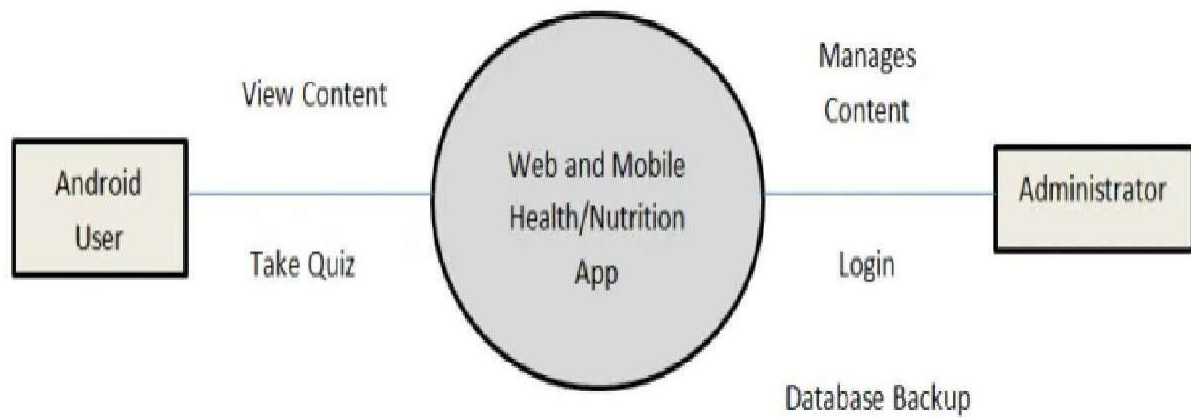 View Content
Android
User
Take Quiz
Web and Mobile
Health/Nutrition
App
Manages
Content
Administrator
Login
Database Backup